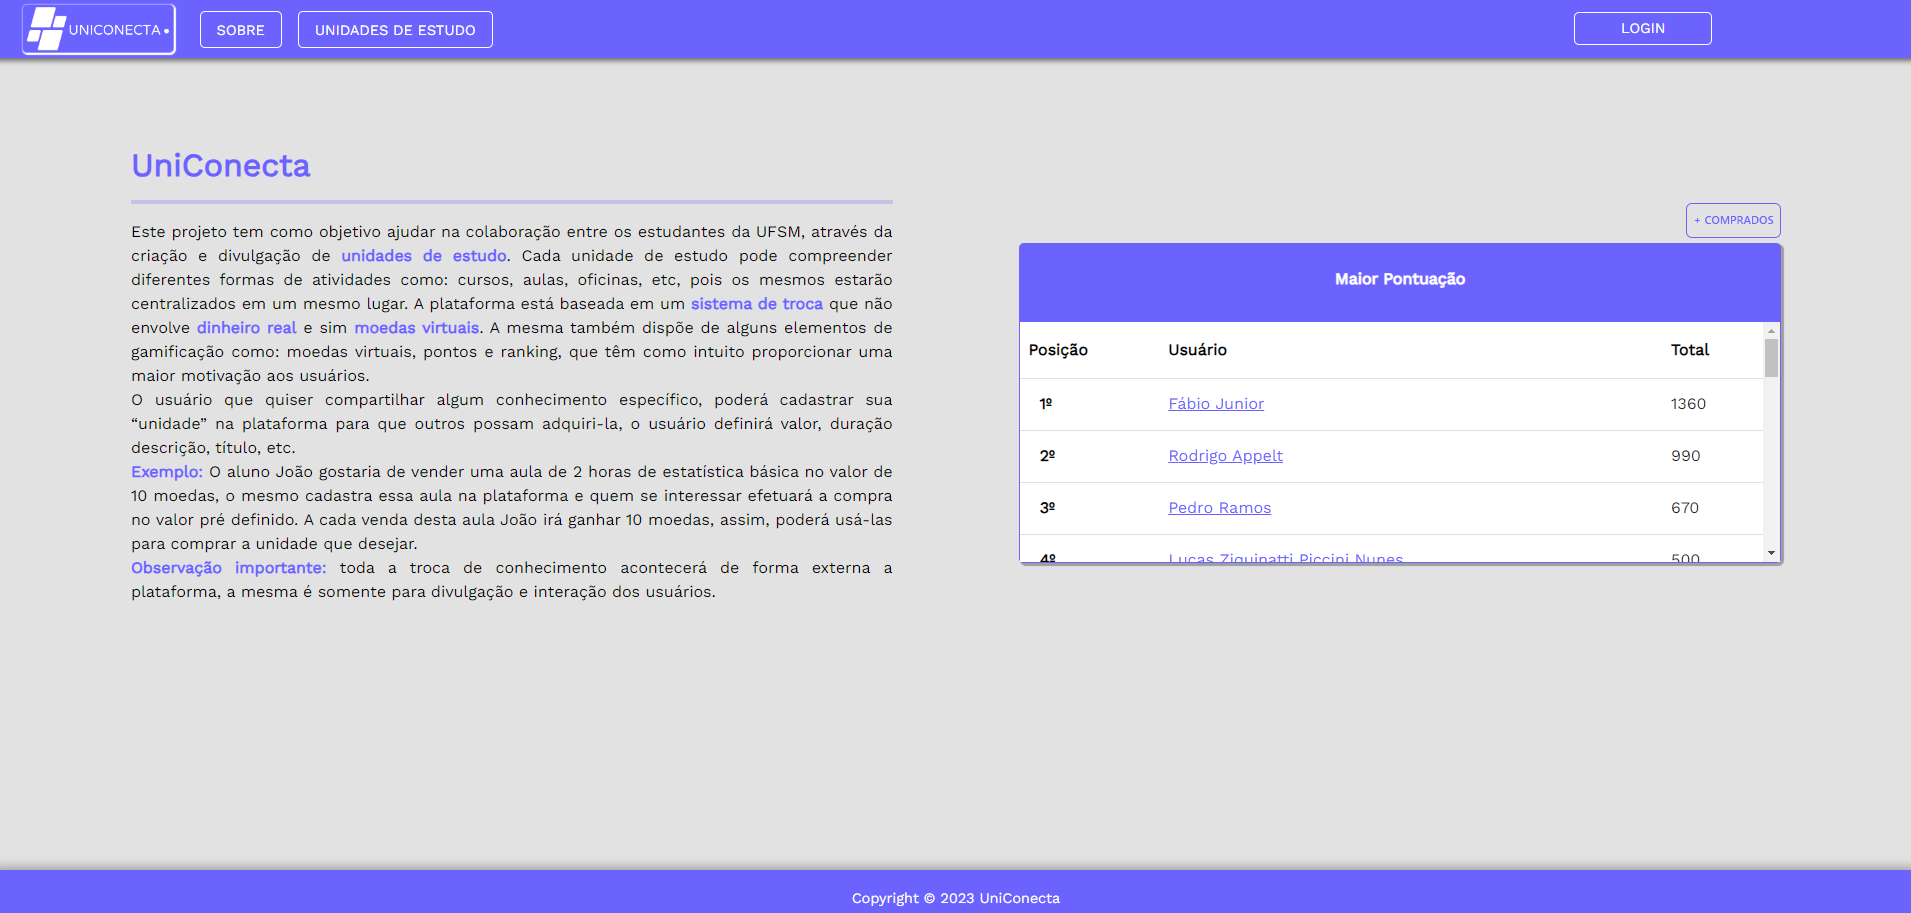 UNICONECTA
SOBRE
UNIDADES DE ESTUDO
LOGIN
UniConecta
Este projeto tem como objetivo ajudar na colaboração entre os estudantes da UFSM, através da
criação e divulgação de unidades de estudo. Cada unidade de estudo pode compreender
diferentes formas de atividades como: cursos, aulas, oficinas, etc, pois os mesmos estarão
centralizados em um mesmo lugar. A plataforma está baseada em um sistema de troca que não
envolve dinheiro real e sim moedas virtuais. A mesma também dispõe de alguns elementos de
gamificação como: moedas virtuais, pontos e ranking, que têm como intuito proporcionar uma
maior motivação aos usuários.
O usuário que quiser compartilhar algum conhecimento específico, poderá cadastrar sua
“unidade” na plataforma para que outros possam adquiri-la, o usuário definirá valor, duração
descrição, título, etc.
Exemplo: O aluno João gostaria de vender uma aula de 2 horas de estatística básica no valor de
10 moedas, o mesmo cadastra essa aula na plataforma e quem se interessar efetuará a compra
no valor pré definido. A cada venda desta aula João irá ganhar 10 moedas, assim, poderá usá-las
para comprar a unidade que desejar.
Observação importante: toda a troca de conhecimento acontecerá de forma externa a
plataforma, a mesma é somente para divulgação e interação dos usuários.
+ COMPRADOS
Maior Pontuação
Posição Usuário Total
1º Fábio Junior 1360
2º Rodrigo Appelt 990
3º Pedro Ramos 670
4º Lucas Ziquinatti Piccini Nunes 500
Copyright © 2023 UniConecta